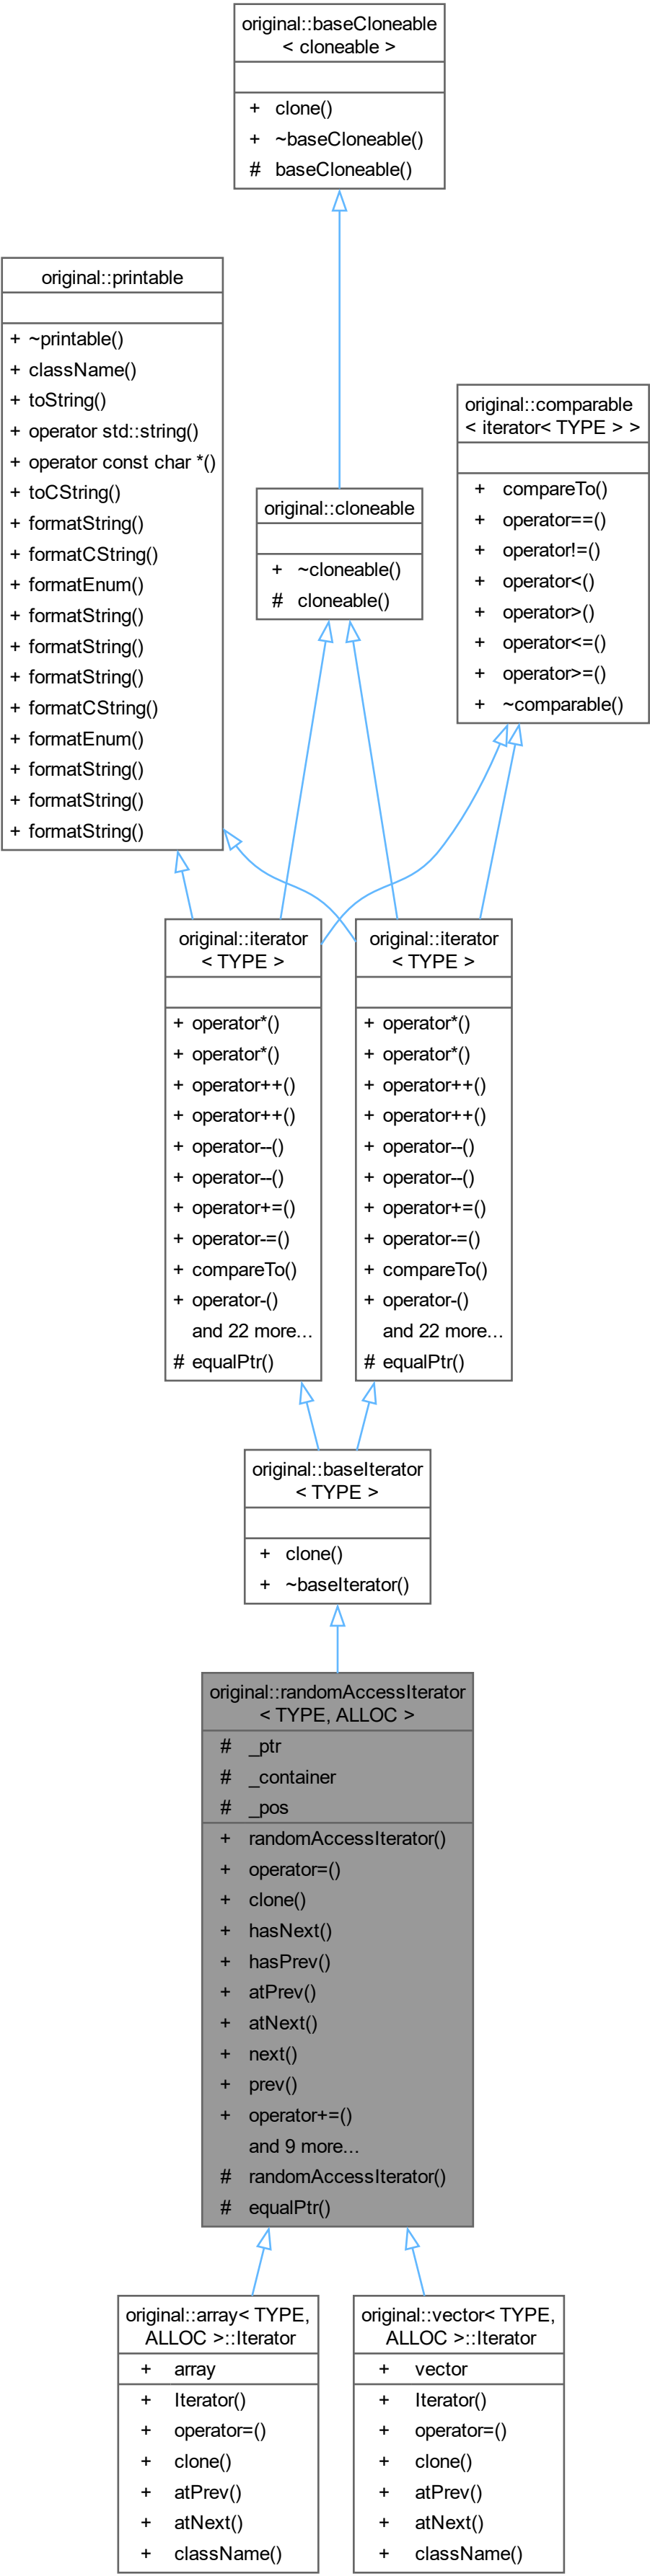 original::baseCloneable
< cloneable >
+ clone()
+ ~baseCloneable()
# baseCloneable()
original::printable
+ ~printable()
+ className()
+ toString()
+ operator std::string()
+ operator const char *()
+ toCString()
+ formatString()
+ formatCString()
+ formatEnum()
+ formatString()
+ formatString()
+ formatString()
+ formatCString()
+ formatEnum()
+ formatString()
+ formatString()
+ formatString()
original::cloneable
+ ~cloneable()
# cloneable()
original::comparable
< iterator< TYPE > >
+ compareTo()
+ operator==()
+ operator!=()
+ operator<()
+ operator>()
+ operator<=()
+ operator>=()
+ ~comparable()
original::iterator
< TYPE >
+ operator*()
+ operator*()
+ operator++()
+ operator++()
+ operator--()
+ operator--()
+ operator+=()
+ operator-=()
+ compareTo()
+ operator-()
and 22 more...
# equalPtr()
original::iterator
< TYPE >
+ operator*()
+ operator*()
+ operator++()
+ operator++()
+ operator--()
+ operator--()
+ operator+=()
+ operator-=()
+ compareTo()
+ operator-()
and 22 more...
# equalPtr()
original::baseIterator
< TYPE >
+ clone()
+ ~baseIterator()
original::randomAccessIterator
< TYPE, ALLOC >
# _ptr
# _container
# _pos
+ randomAccessIterator()
+ operator=()
+ clone()
+ hasNext()
+ hasPrev()
+ atPrev()
+ atNext()
+ next()
+ prev()
+ operator+=()
and 9 more...
# randomAccessIterator()
# equalPtr()
original::array< TYPE,
ALLOC >::Iterator
+ array
+ Iterator()
+ operator=()
+ clone()
+ atPrev()
+ atNext()
+ className()
original::vector< TYPE,
ALLOC >::Iterator
+ vector
+ Iterator()
+ operator=()
+ clone()
+ atPrev()
+ atNext()
+ className()